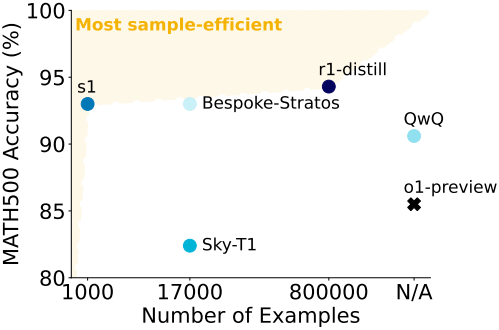 Most sample-efficient
100
95
90
85
80
MATH500 Accuracy (%)
s1
Bespoke-Stratos
r1-distill
QwQ
o1-preview
Sky-T1
1000
17000
800000
N/A
Number of Examples